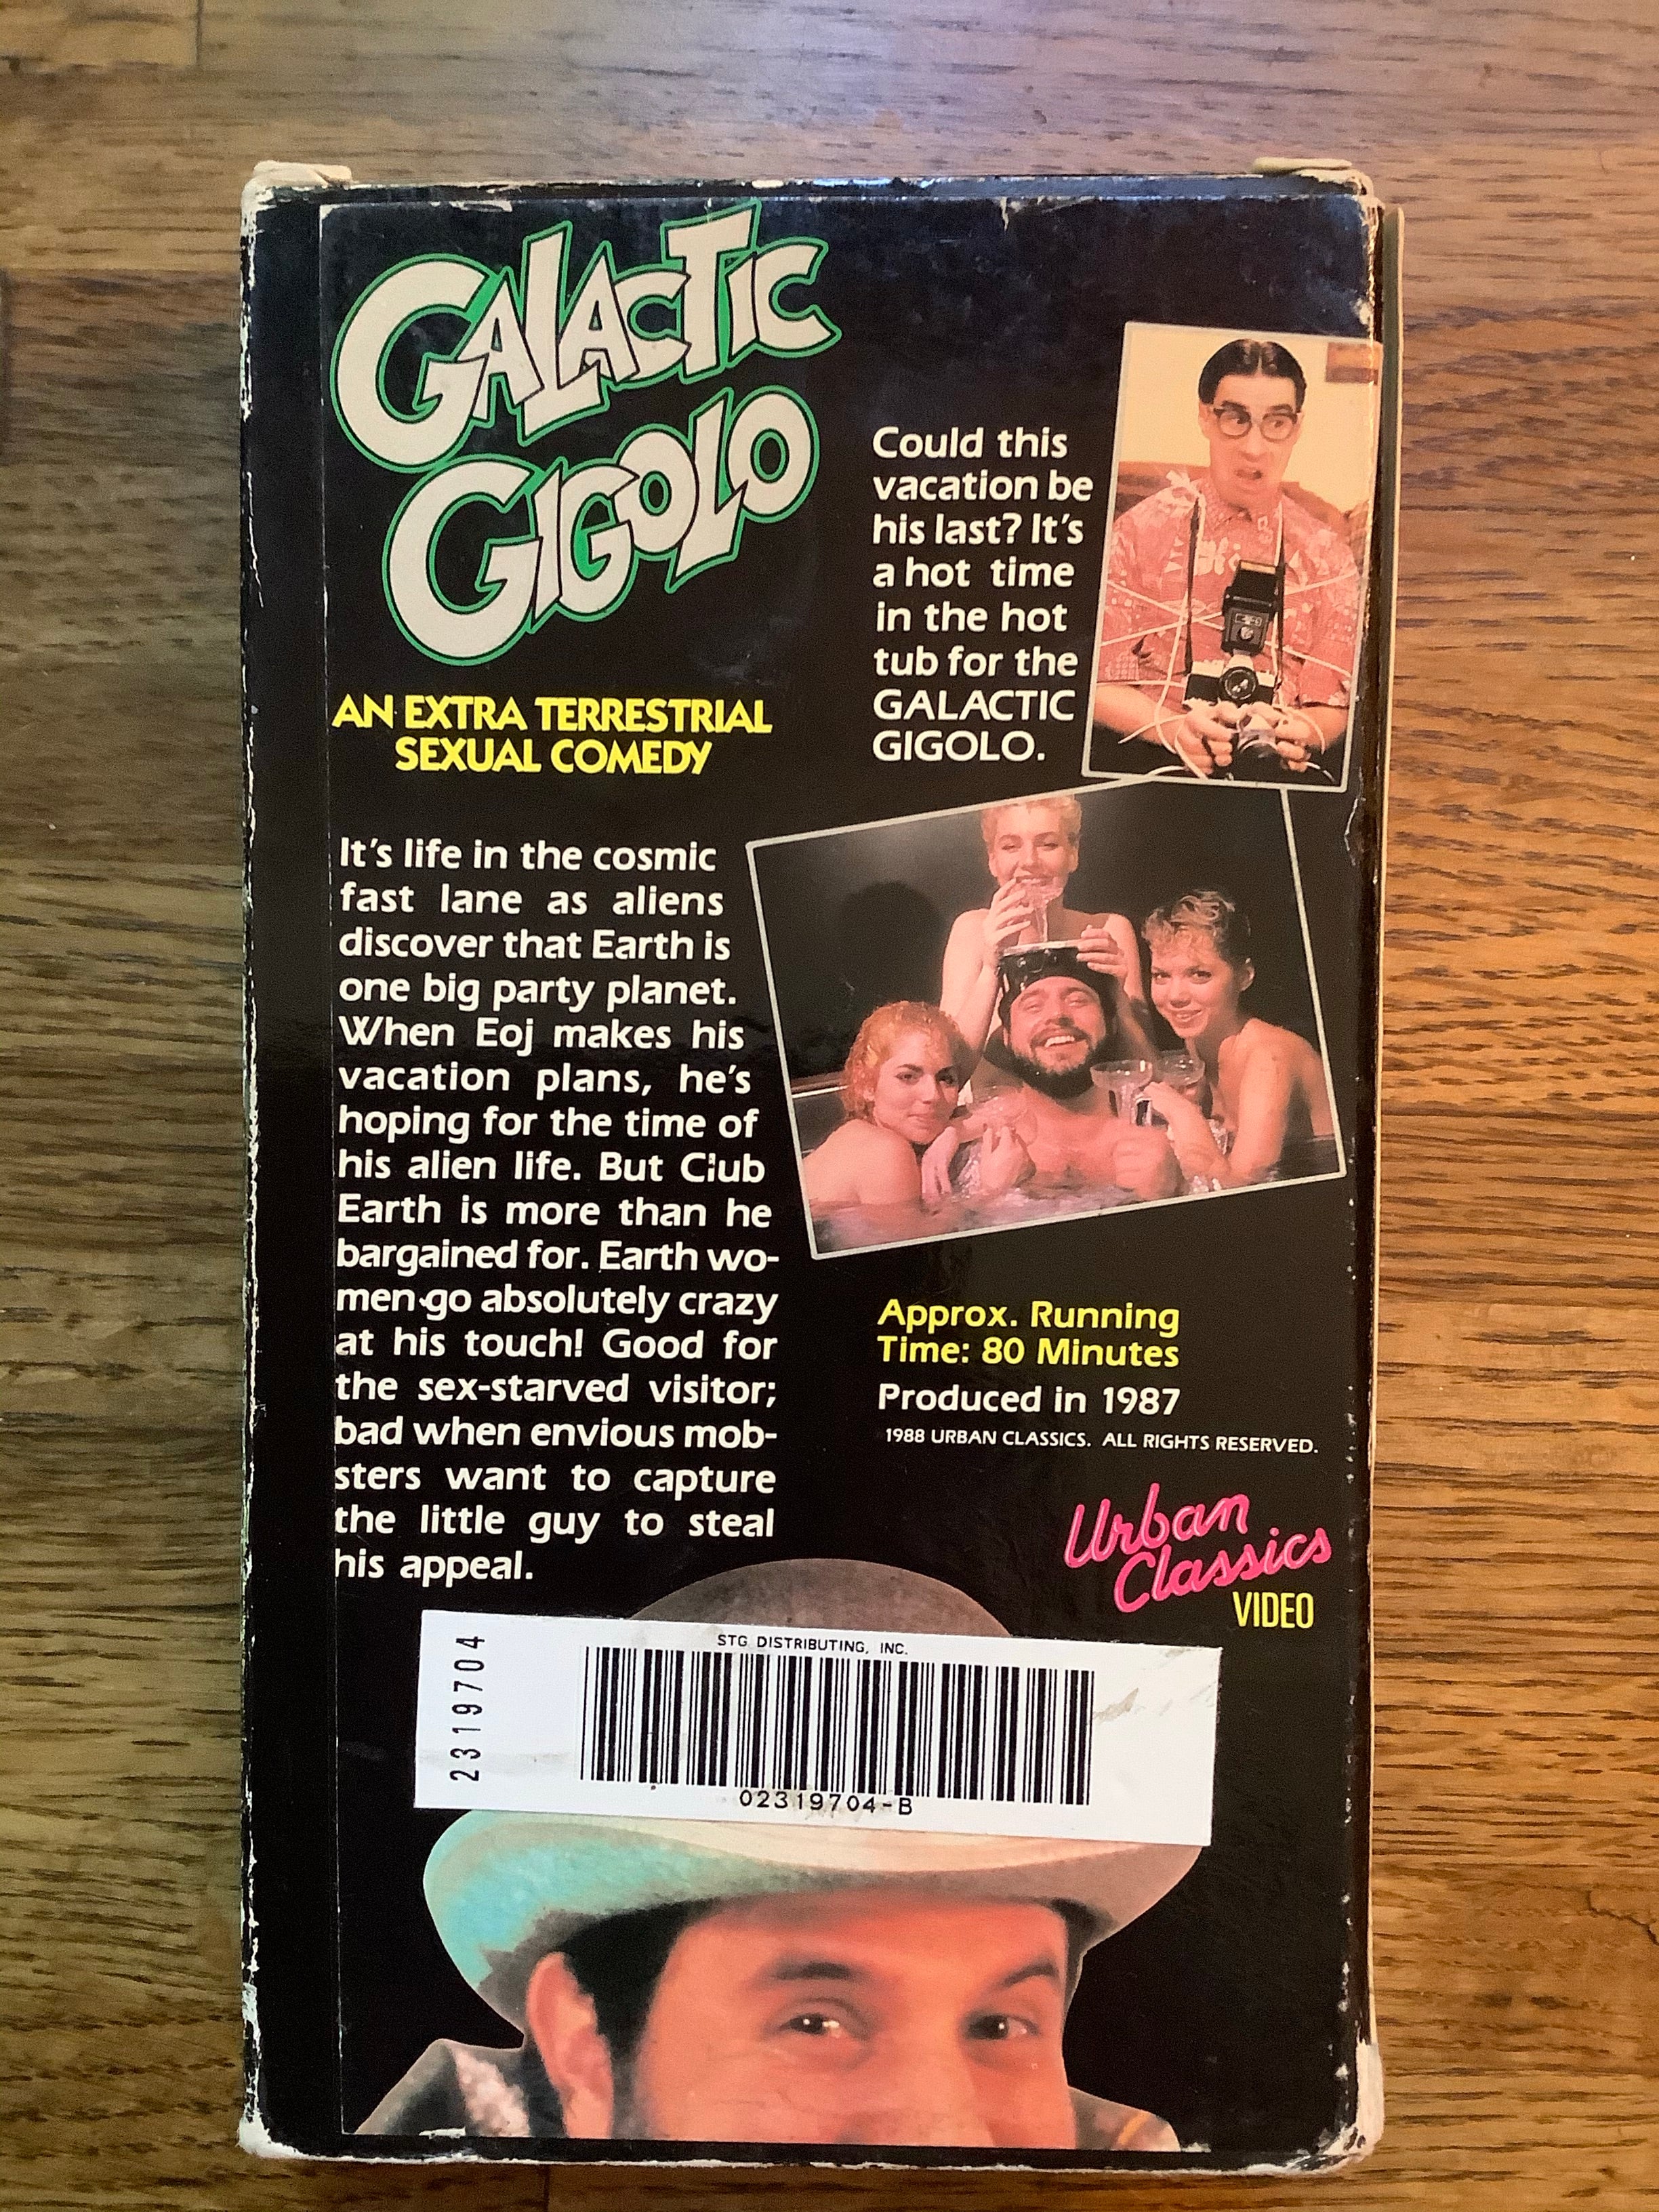 GALACTIC
GIGOLO
AN EXTRA TERRESTRIAL
SEXUAL COMEDY
Could this
vacation be
his last? It's
a hot time
in the hot
tub for the
GALACTIC
GIGOLO.
It's life in the cosmic
fast lane as aliens
discover that Earth is
one big party planet.
When Eoj makes his
vacation plans, he's
hoping for the time of
his alien life. But Club
Earth is more than he
bargained for. Earth wo-
men go absolutely crazy
at his touch! Good for
the sex-starved visitor;
bad when envious mob-
sters want to capture
the little guy to steal
his appeal.
Approx. Running
Time: 80 Minutes
Produced in 1987
1988 URBAN CLASSICS. ALL RIGHTS RESERVED.
Urban
Classics
VIDEO
STG DISTRIBUTING, INC.
2319704
02319704-B